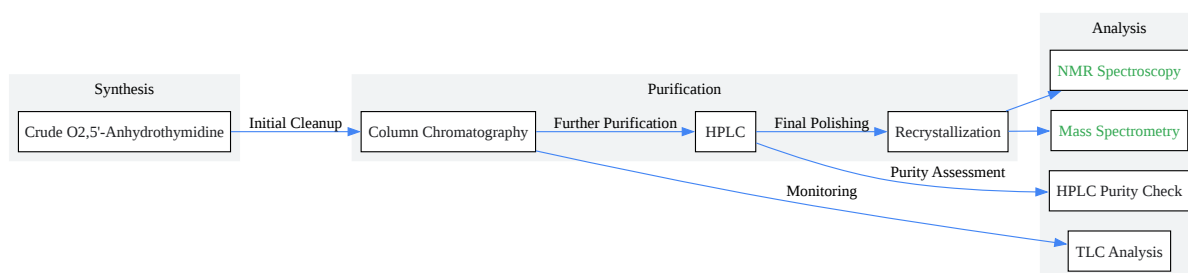 Synthesis
Crude O2,5'-Anhydrothymidine
Initial Cleanup
Purification
Column Chromatography
Further Purification
HPLC
Final Polishing
Recrystallization
Purity Assessment
Monitoring
Analysis
NMR Spectroscopy
Mass Spectrometry
HPLC Purity Check
TLC Analysis